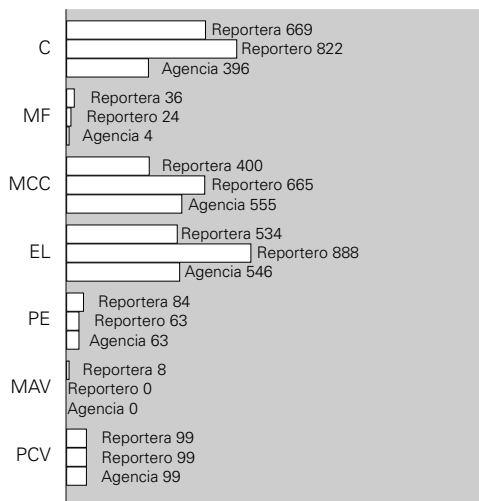 Reportera 669
C Reportero 822
Agencia 396
Reportera 36
MF Reportero 24
Agencia 4
Reportera 400
MCC Reportero 665
Agencia 555
Reportera 534
EL Reportero 888
Agencia 546
Reportera 84
PE Reportero 63
Agencia 63
Reportera 8
MAV Reportero 0
Agencia 0
Reportera 99
PCV Reportero 99
Agencia 99